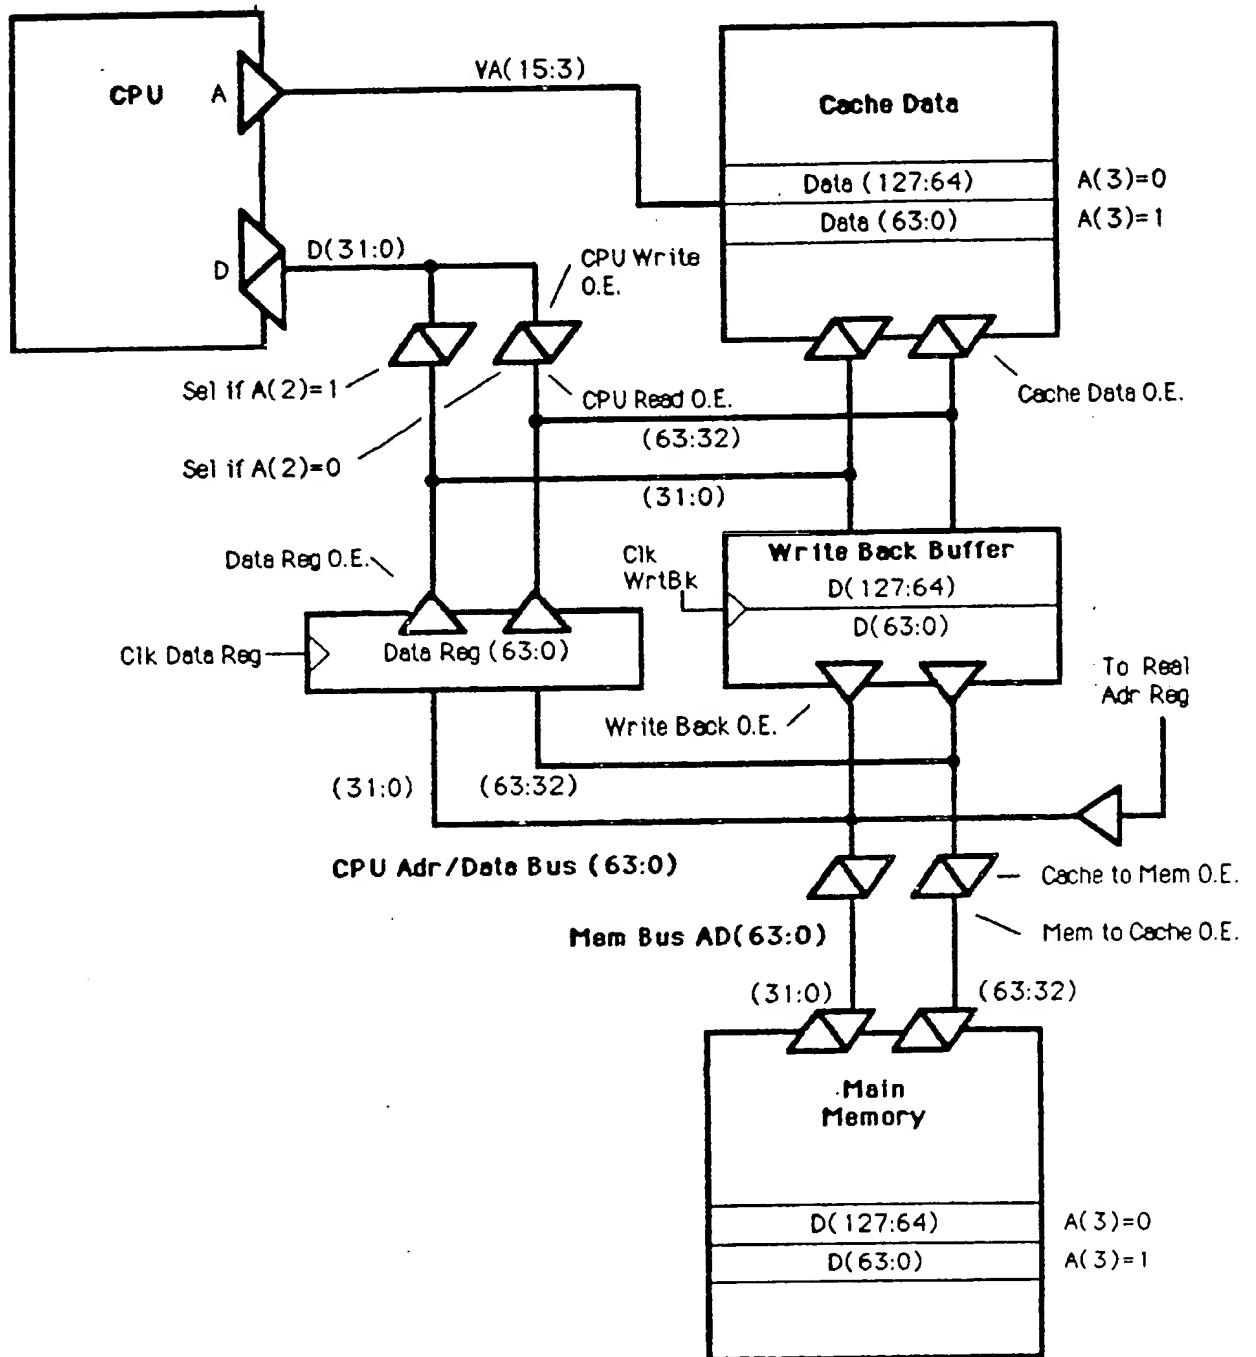 VA(15:3)
CPU
A
Cache Data
Data (127:64)
A(3)=0
Data (63:0)
A(3)=1
D(31:0)
D
CPU Write
O.E.
Sel if A(2)=1
CPU Read O.E.
Cache Data O.E.
(63:32)
Sel if A(2)=0
(31:0)
Data Reg O.E.
Clk
WrtBk
Write Back Buffer
D(127:64)
D(63:0)
Clk Data Reg
Data Reg (63:0)
To Real
Adr Reg
Write Back O.E.
(31:0)
(63:32)
CPU Adr/Data Bus (63:0)
Cache to Mem O.E.
Mem Bus AD(63:0)
Mem to Cache O.E.
(31:0)
(63:32)
Main
Memory
D(127:64)
A(3)=0
D(63:0)
A(3)=1